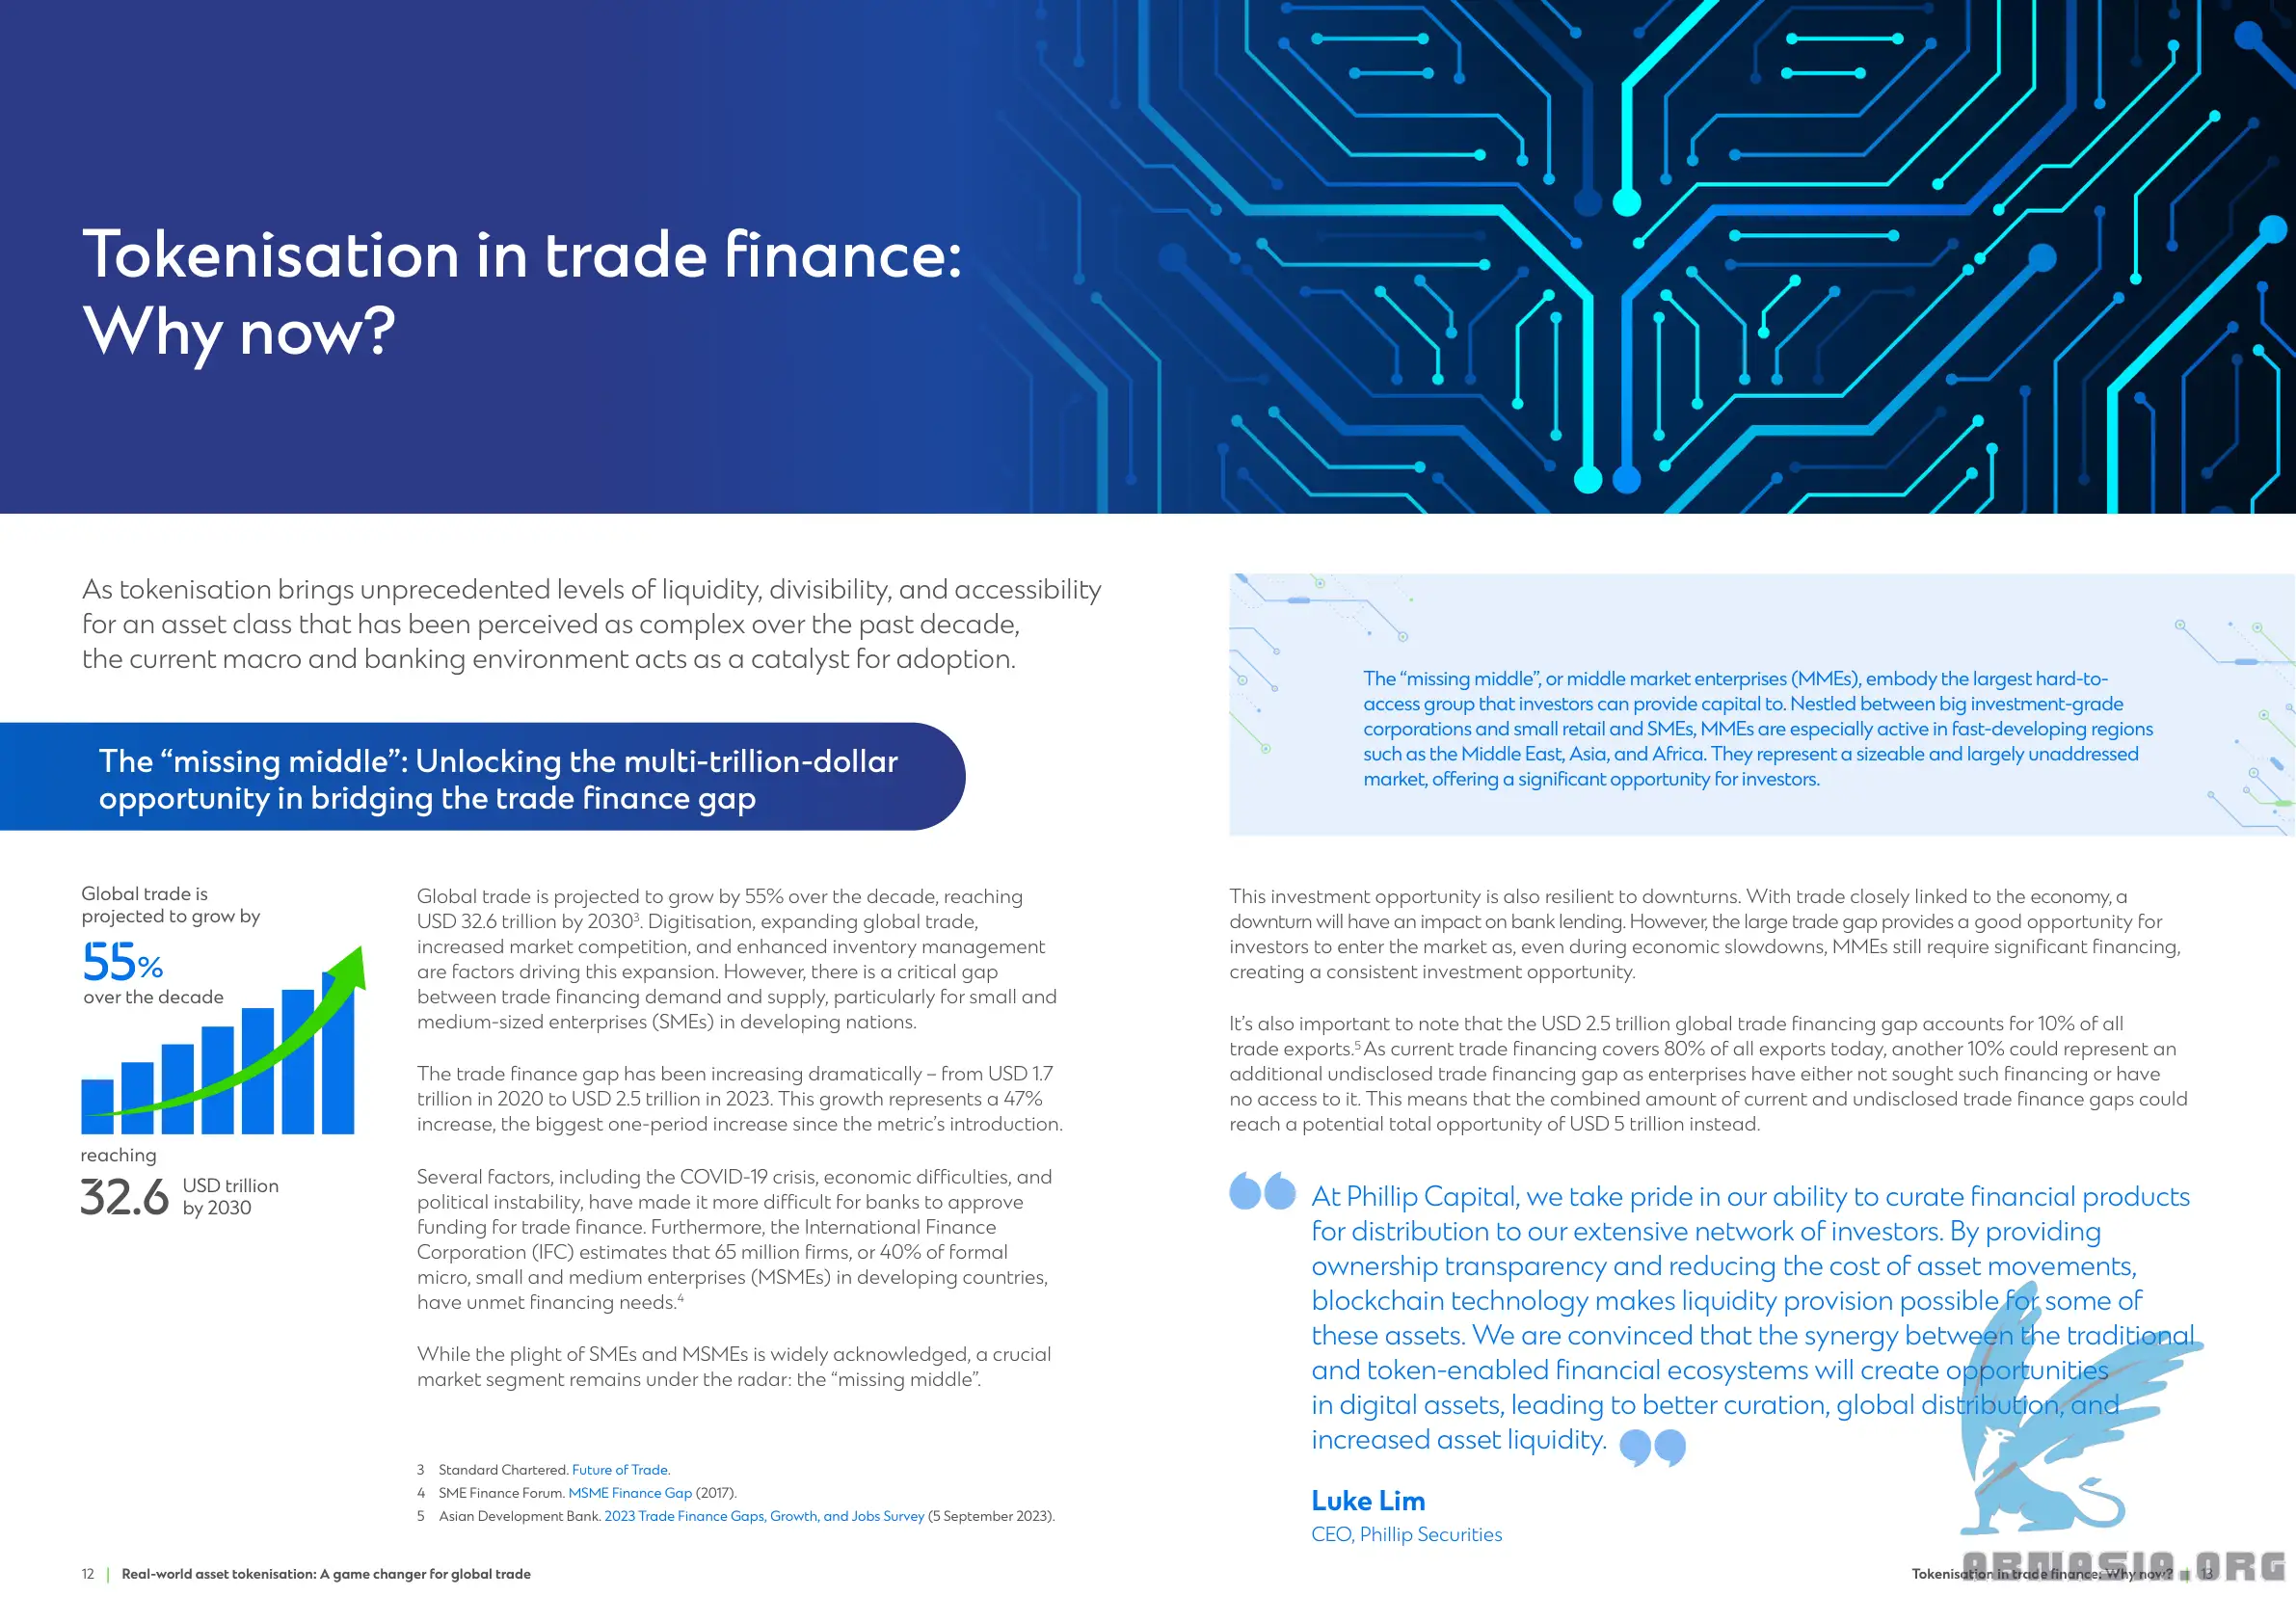 Tokenisation in trade finance:
Why now?
As tokenisation brings unprecedented levels of liquidity, divisibility, and accessibility
for an asset class that has been perceived as complex over the past decade,
the current macro and banking environment acts as a catalyst for adoption.
The “missing middle”: Unlocking the multi-trillion-dollar
opportunity in bridging the trade finance gap
Global trade is
projected to grow by
55%
over the decade
reaching
32.6 USD trillion
by 2030
Global trade is projected to grow by 55% over the decade, reaching
USD 32.6 trillion by 2030³. Digitisation, expanding global trade,
increased market competition, and enhanced inventory management
are factors driving this expansion. However, there is a critical gap
between trade financing demand and supply, particularly for small and
medium-sized enterprises (SMEs) in developing nations.
The trade finance gap has been increasing dramatically – from USD 1.7
trillion in 2020 to USD 2.5 trillion in 2023. This growth represents a 47%
increase, the biggest one-period increase since the metric’s introduction.
Several factors, including the COVID-19 crisis, economic difficulties, and
political instability, have made it more difficult for banks to approve
funding for trade finance. Furthermore, the International Finance
Corporation (IFC) estimates that 65 million firms, or 40% of formal
micro, small and medium enterprises (MSMEs) in developing countries,
have unmet financing needs.⁴
While the plight of SMEs and MSMEs is widely acknowledged, a crucial
market segment remains under the radar: the “missing middle”.
3 Standard Chartered. Future of Trade.
4 SME Finance Forum. MSME Finance Gap (2017).
5 Asian Development Bank. 2023 Trade Finance Gaps, Growth, and Jobs Survey (5 September 2023).
12 | Real-world asset tokenisation: A game changer for global trade
The “missing middle”, or middle market enterprises (MMEs), embody the largest hard-to-
access group that investors can provide capital to. Nestled between big investment-grade
corporations and small retail and SMEs, MMEs are especially active in fast-developing regions
such as the Middle East, Asia, and Africa. They represent a sizeable and largely unaddressed
market, offering a significant opportunity for investors.
This investment opportunity is also resilient to downturns. With trade closely linked to the economy, a
downturn will have an impact on bank lending. However, the large trade gap provides a good opportunity for
investors to enter the market as, even during economic slowdowns, MMEs still require significant financing,
creating a consistent investment opportunity.
It’s also important to note that the USD 2.5 trillion global trade financing gap accounts for 10% of all
trade exports.⁵ As current trade financing covers 80% of all exports today, another 10% could represent an
additional undisclosed trade financing gap as enterprises have either not sought such financing or have
no access to it. This means that the combined amount of current and undisclosed trade finance gaps could
reach a potential total opportunity of USD 5 trillion instead.
“At Phillip Capital, we take pride in our ability to curate financial products
for distribution to our extensive network of investors. By providing
ownership transparency and reducing the cost of asset movements,
blockchain technology makes liquidity provision possible for some of
these assets. We are convinced that the synergy between the traditional
and token-enabled financial ecosystems will create opportunities
in digital assets, leading to better curation, global distribution, and
increased asset liquidity.”
Luke Lim
CEO, Phillip Securities
Tokenisation in trade finance: Why now? | 13
ABNASIA.ORG